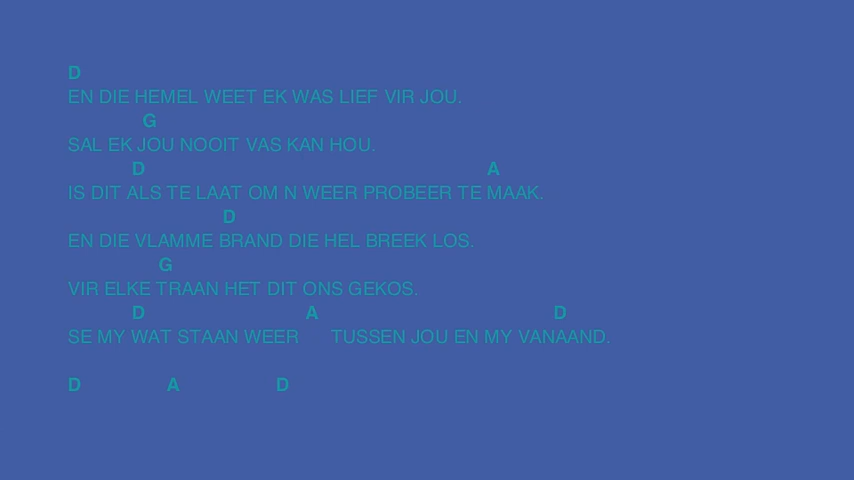 D
EN DIE HEMEL WEET EK WAS LIEF VIR JOU.
G
SAL EK JOU NOOIT VAS KAN HOU.
D A
IS DIT ALS TE LAAT OM N WEER PROBEER TE MAAK.
D
EN DIE VLAMME BRAND DIE HEL BREEK LOS.
G
VIR ELKE TRAAN HET DIT ONS GEKOS.
D A D
SE MY WAT STAAN WEER TUSSEN JOU EN MY VANAAND.
D A D